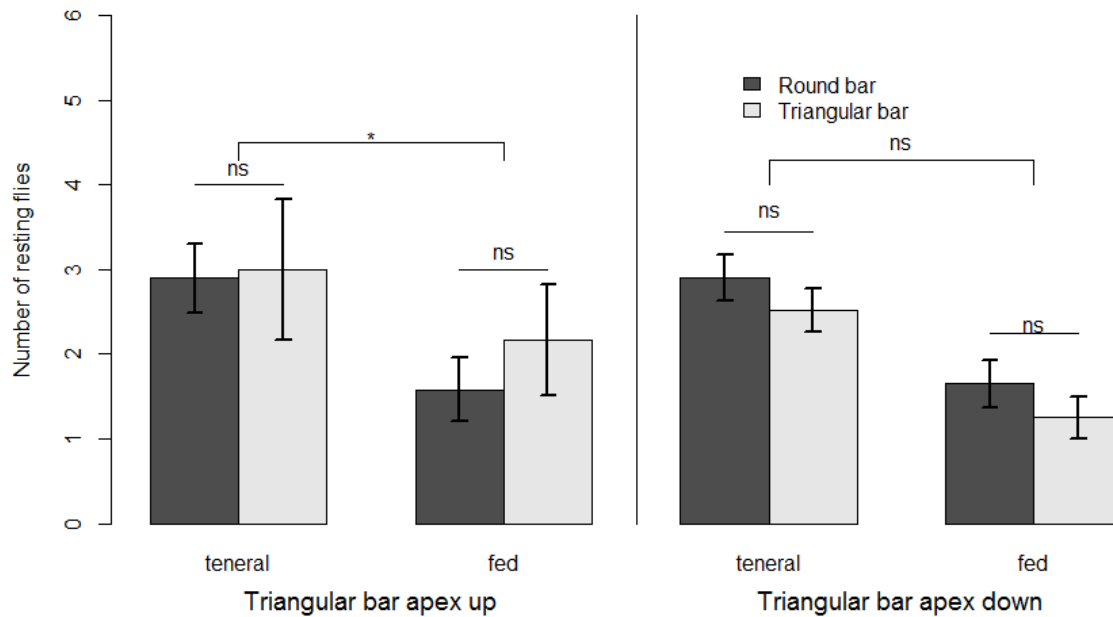 Number of resting flies
6
5
4
3
2
1
0
*
ns
ns
Round bar
Triangular bar
ns
ns
ns
teneral fed teneral fed
Triangular bar apex up Triangular bar apex down